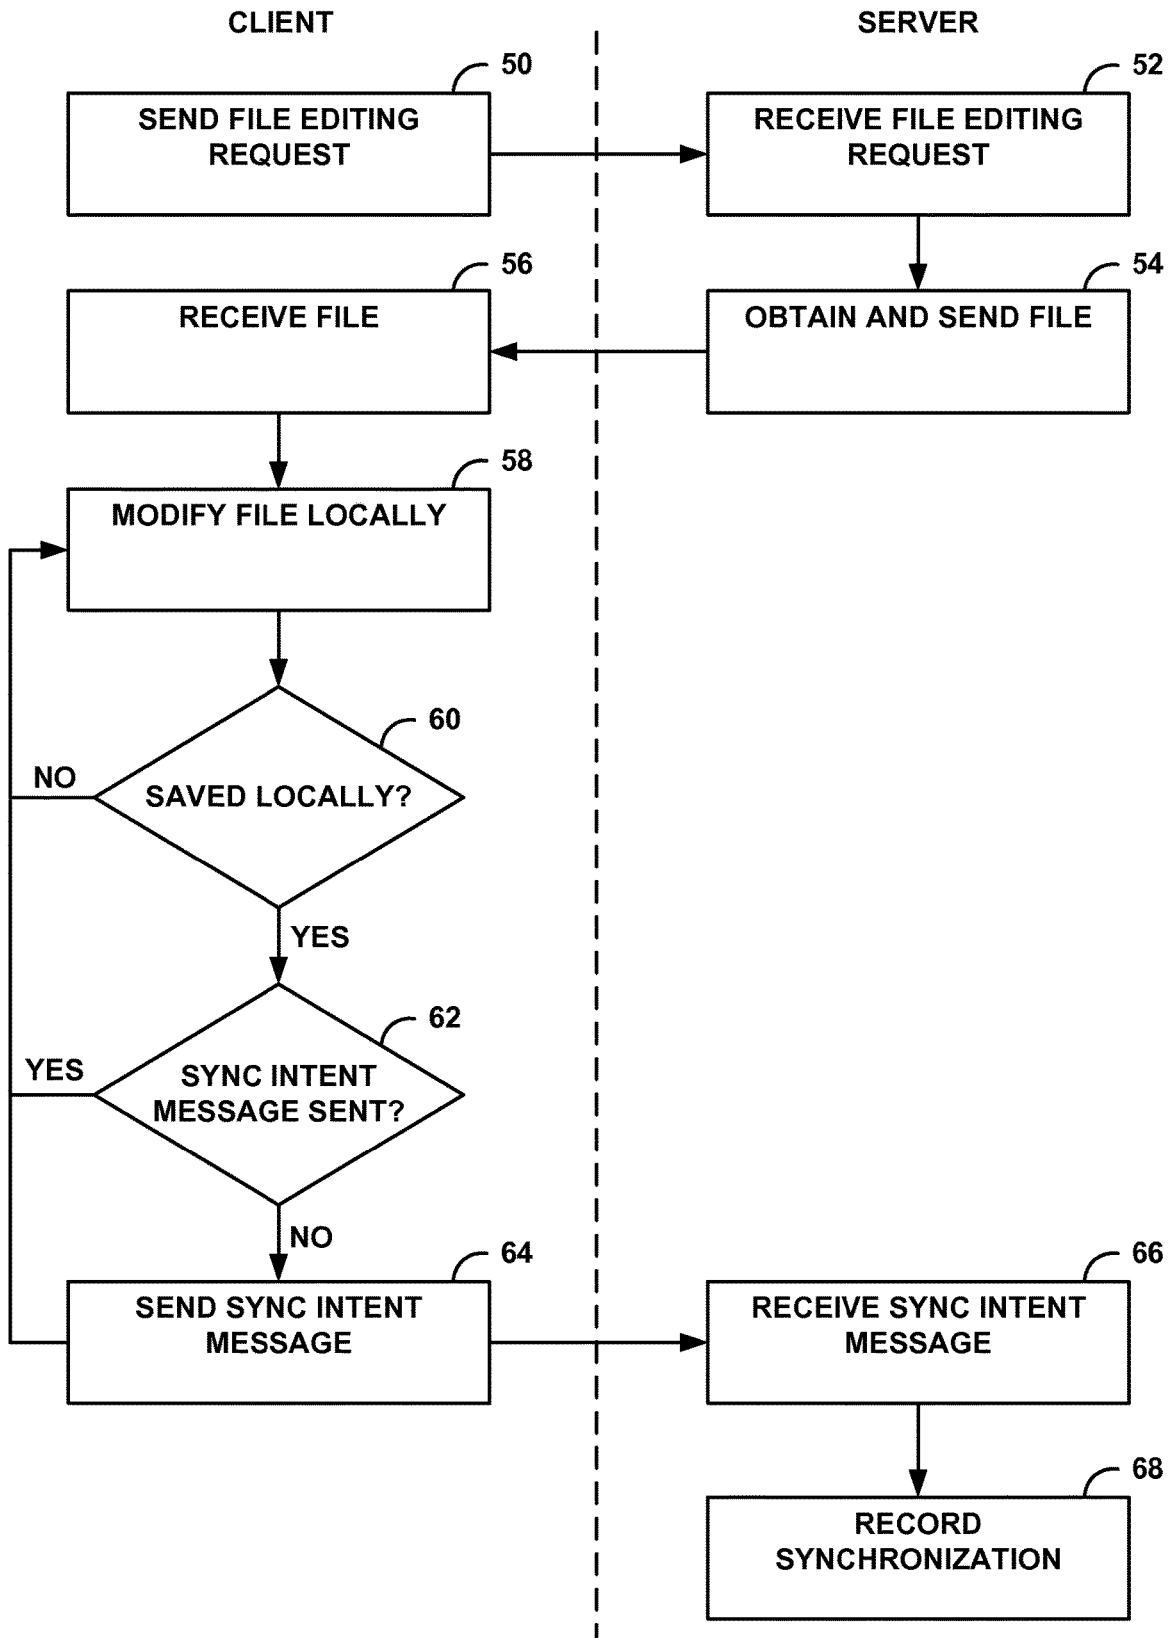 CLIENT
SERVER
50
SEND FILE EDITING
REQUEST
52
RECEIVE FILE EDITING
REQUEST
56
RECEIVE FILE
54
OBTAIN AND SEND FILE
58
MODIFY FILE LOCALLY
60
SAVED LOCALLY?
NO
YES
62
SYNC INTENT
MESSAGE SENT?
YES
NO
64
SEND SYNC INTENT
MESSAGE
66
RECEIVE SYNC INTENT
MESSAGE
68
RECORD
SYNCHRONIZATION